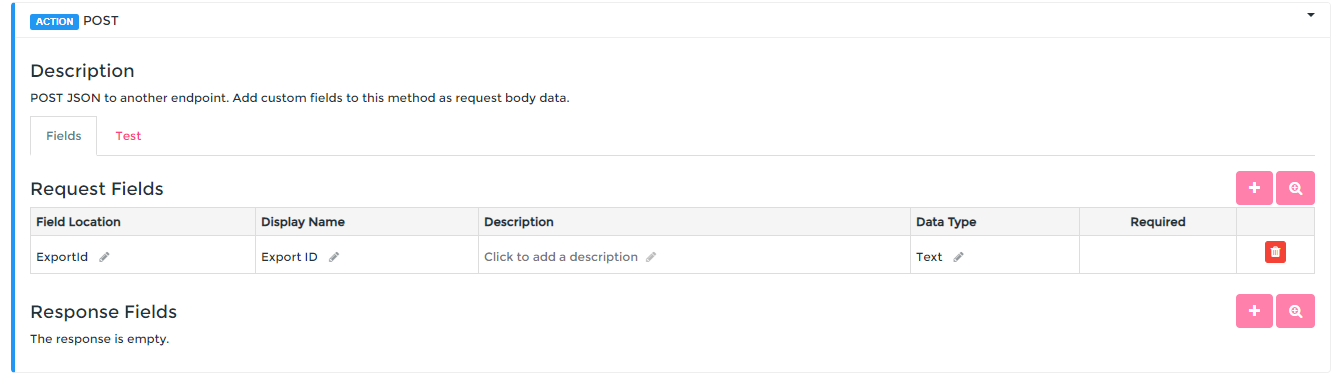 ACTION POST
Description
POST JSON to another endpoint. Add custom fields to this method as request body data.
Fields Test
Request Fields
Field Location Display Name Description Data Type Required
ExportId Export ID Click to add a description Text
Response Fields
The response is empty.